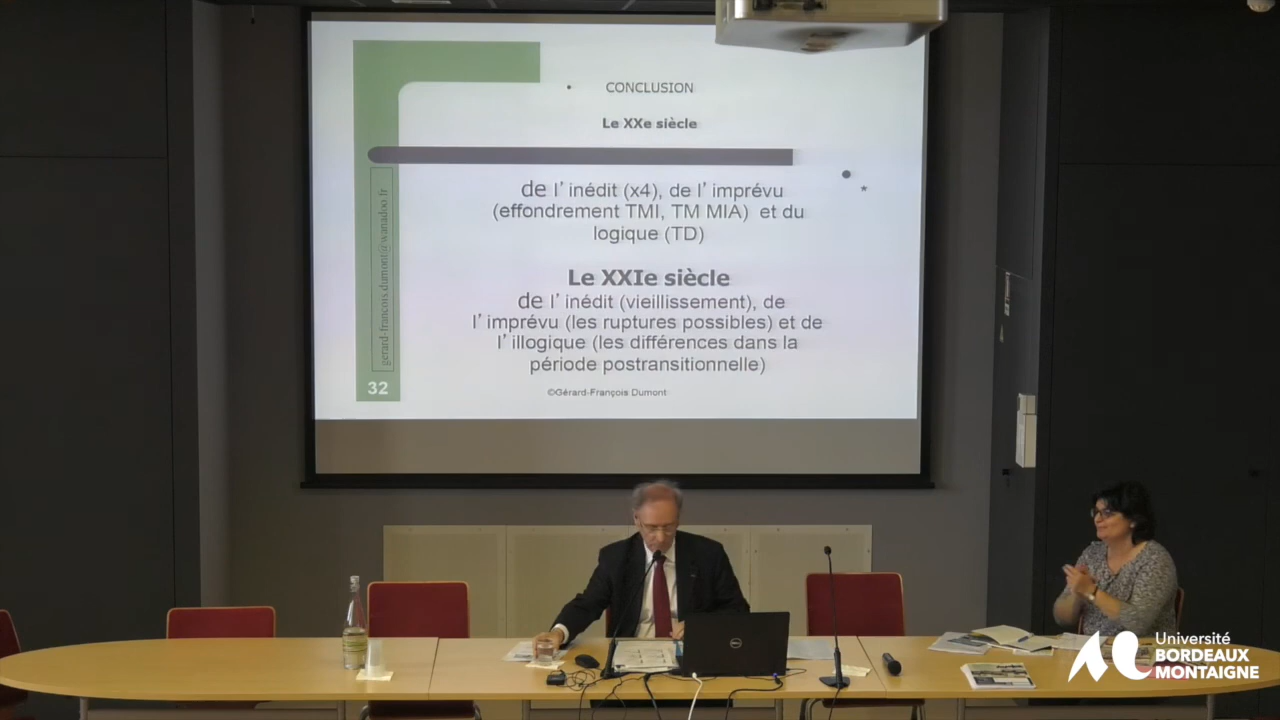 • CONCLUSION
Le XXe siècle
de l’inédit (x4), de l’imprévu
(effondrement TMI, TM MIA) et du
logique (TD)
Le XXIe siècle
de l’inédit (vieillissement), de
l’imprévu (les ruptures possibles) et de
l’illogique (les différences dans la
période postransitionnelle)
©Gérard-François Dumont
gerard-francois.dumont@wanadoo.fr
32
DELL
Université
BORDEAUX
MONTAIGNE